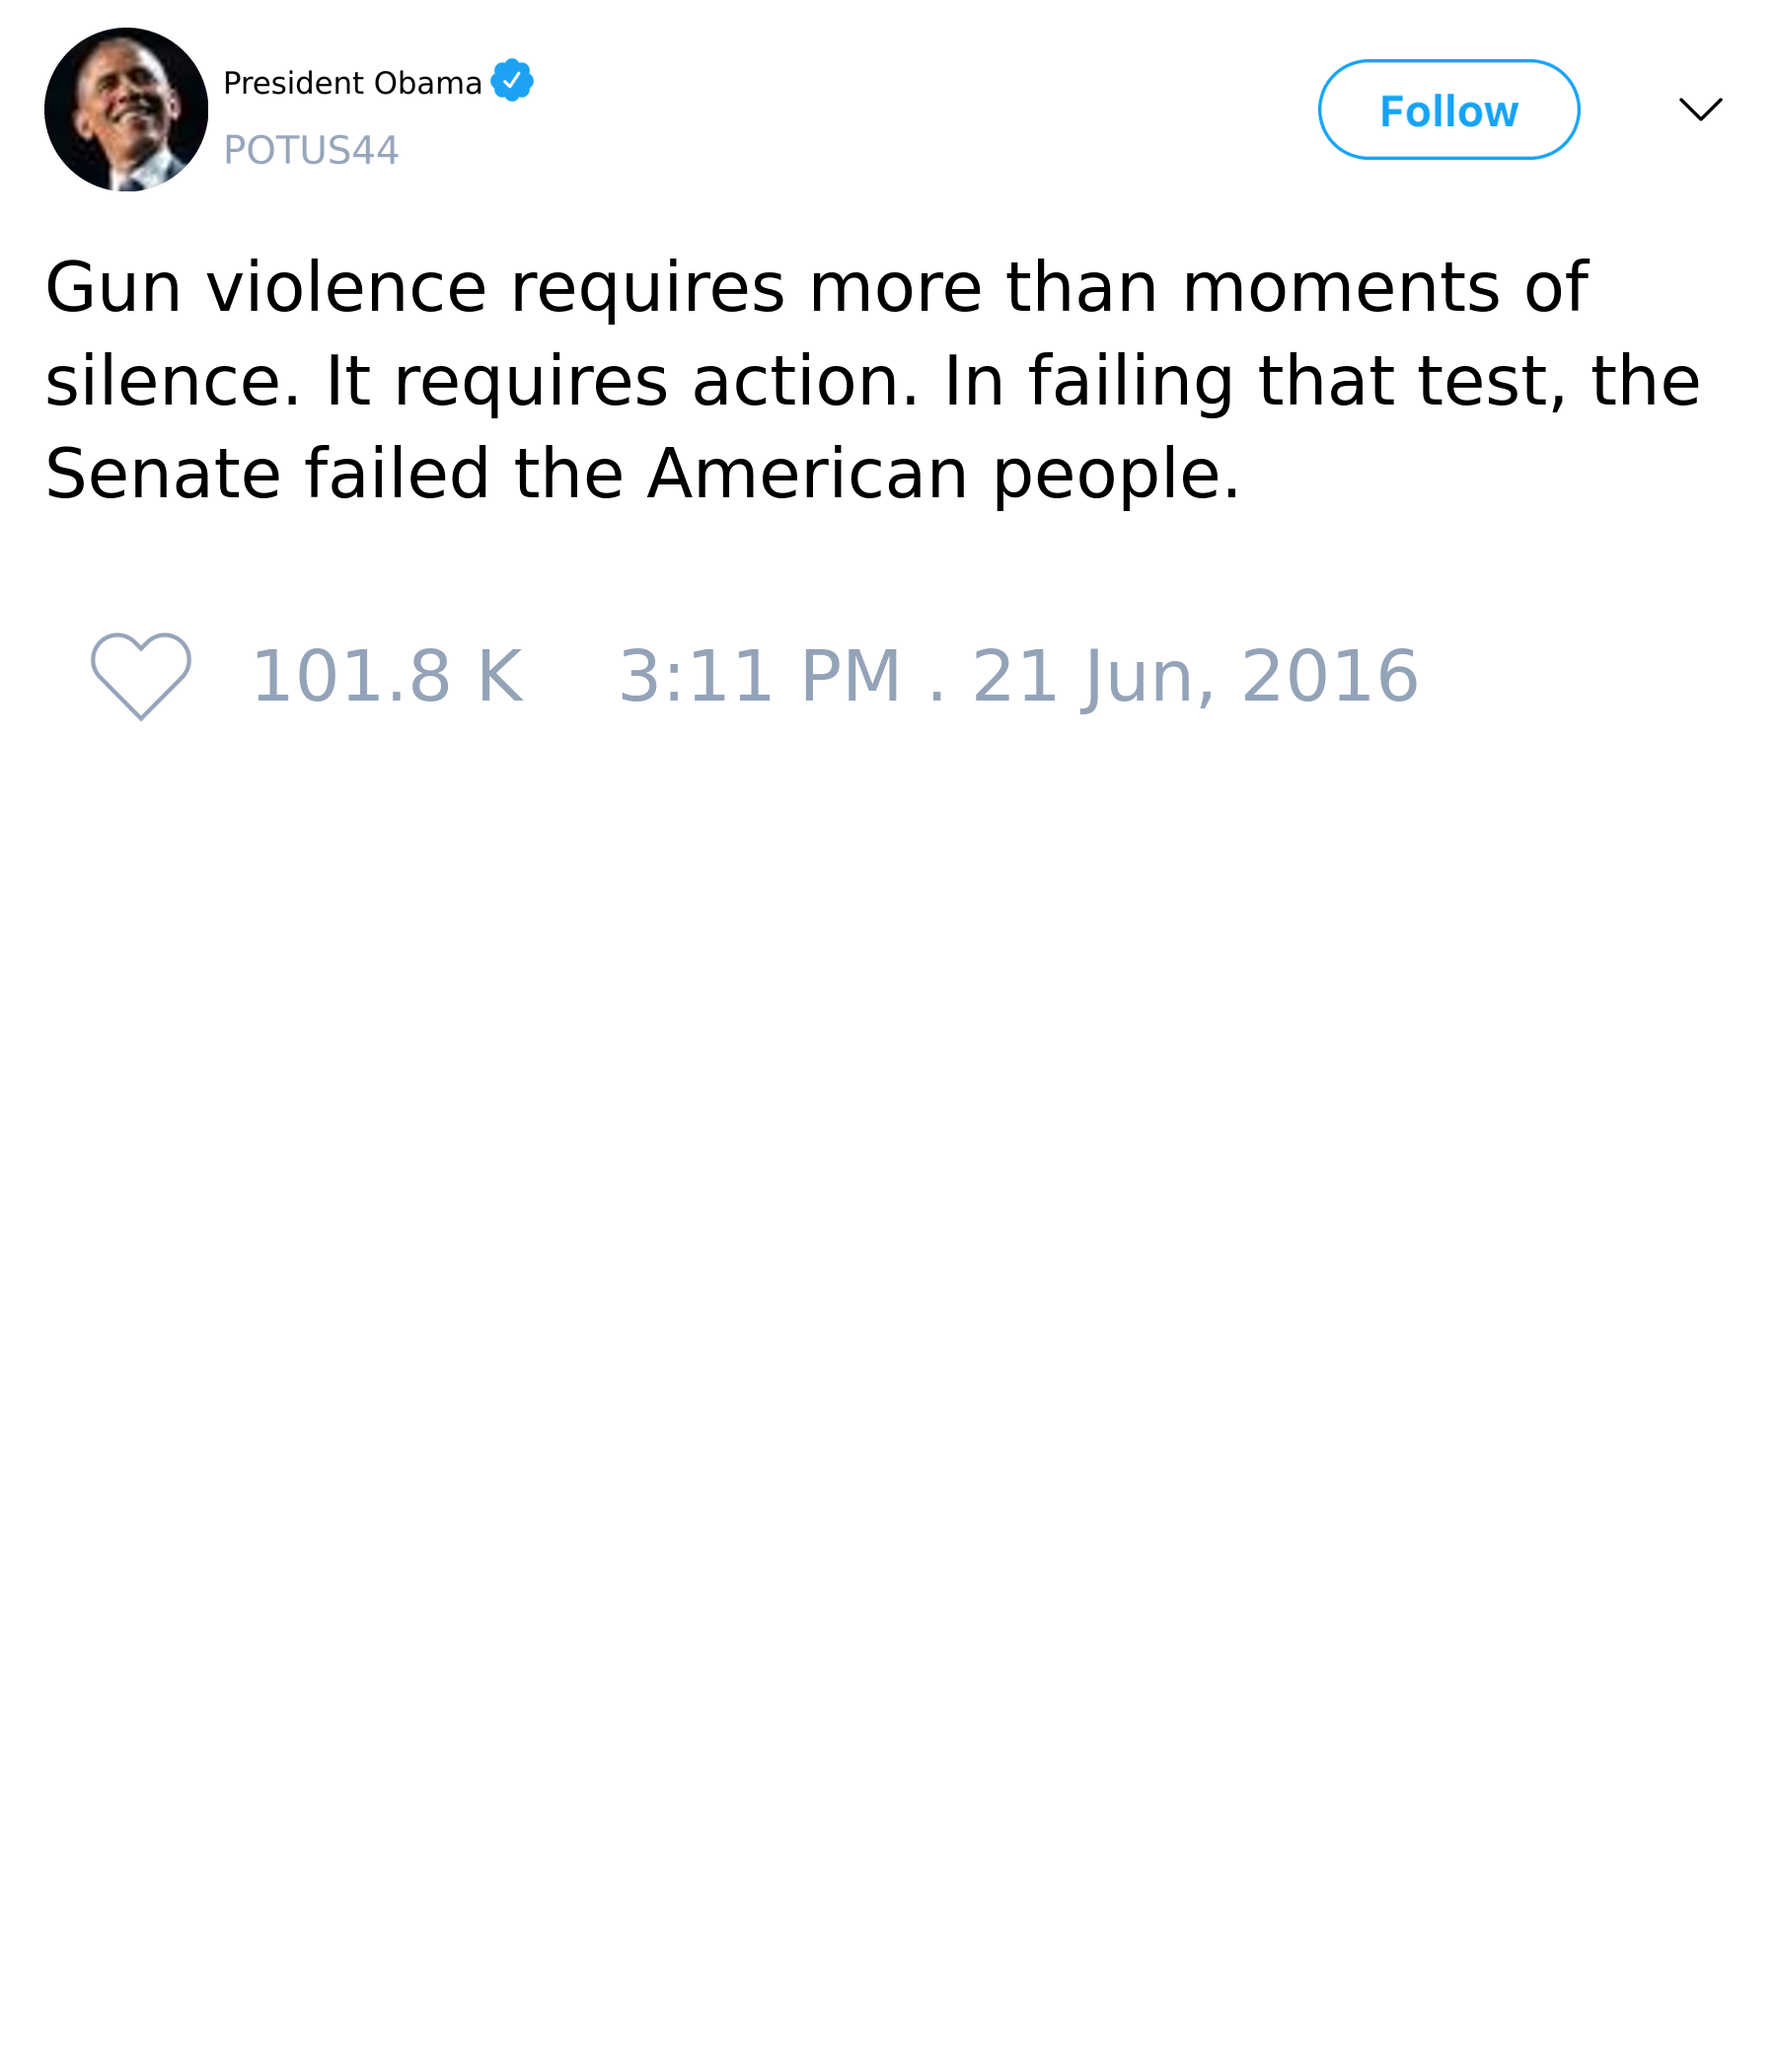 President Obama
POTUS44
Follow
Gun violence requires more than moments of
silence. It requires action. In failing that test, the
Senate failed the American people.
101.8 K 3:11 PM . 21 Jun, 2016